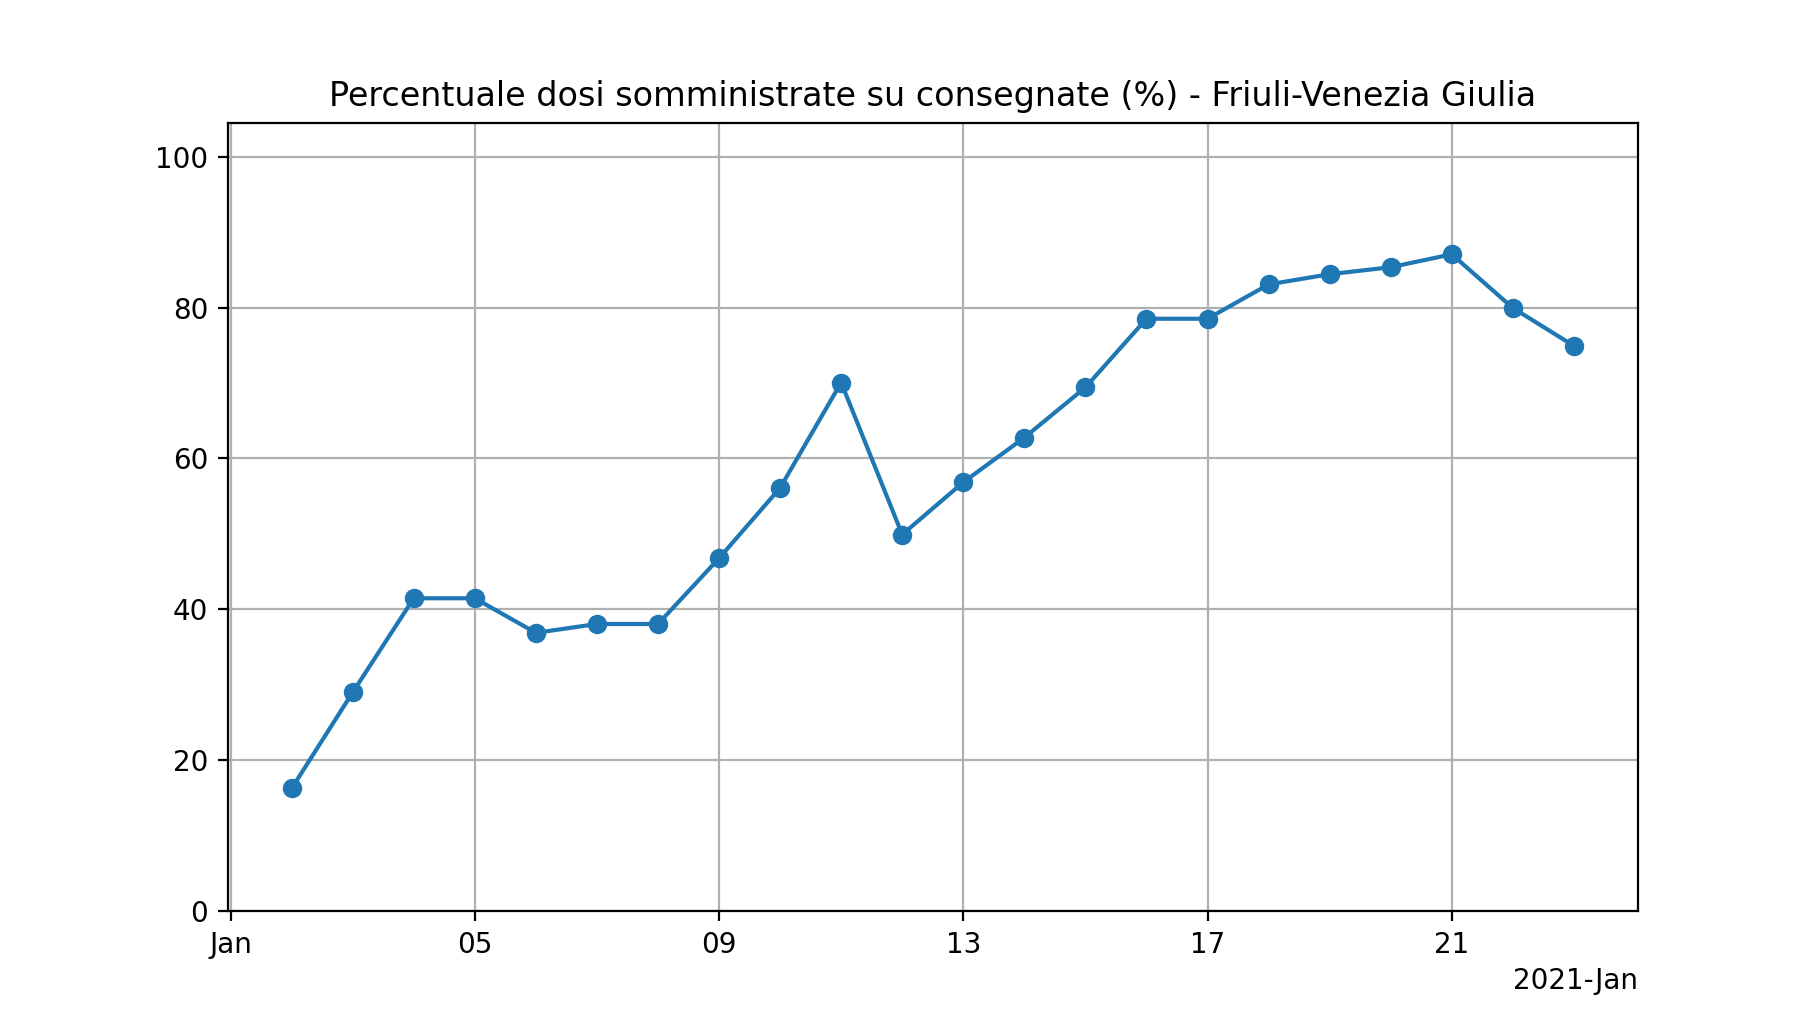 Percentuale dosi somministrate su consegnate (%) - Friuli-Venezia Giulia
100
80
60
40
20
0
Jan 05 09 13 17 21
2021-Jan